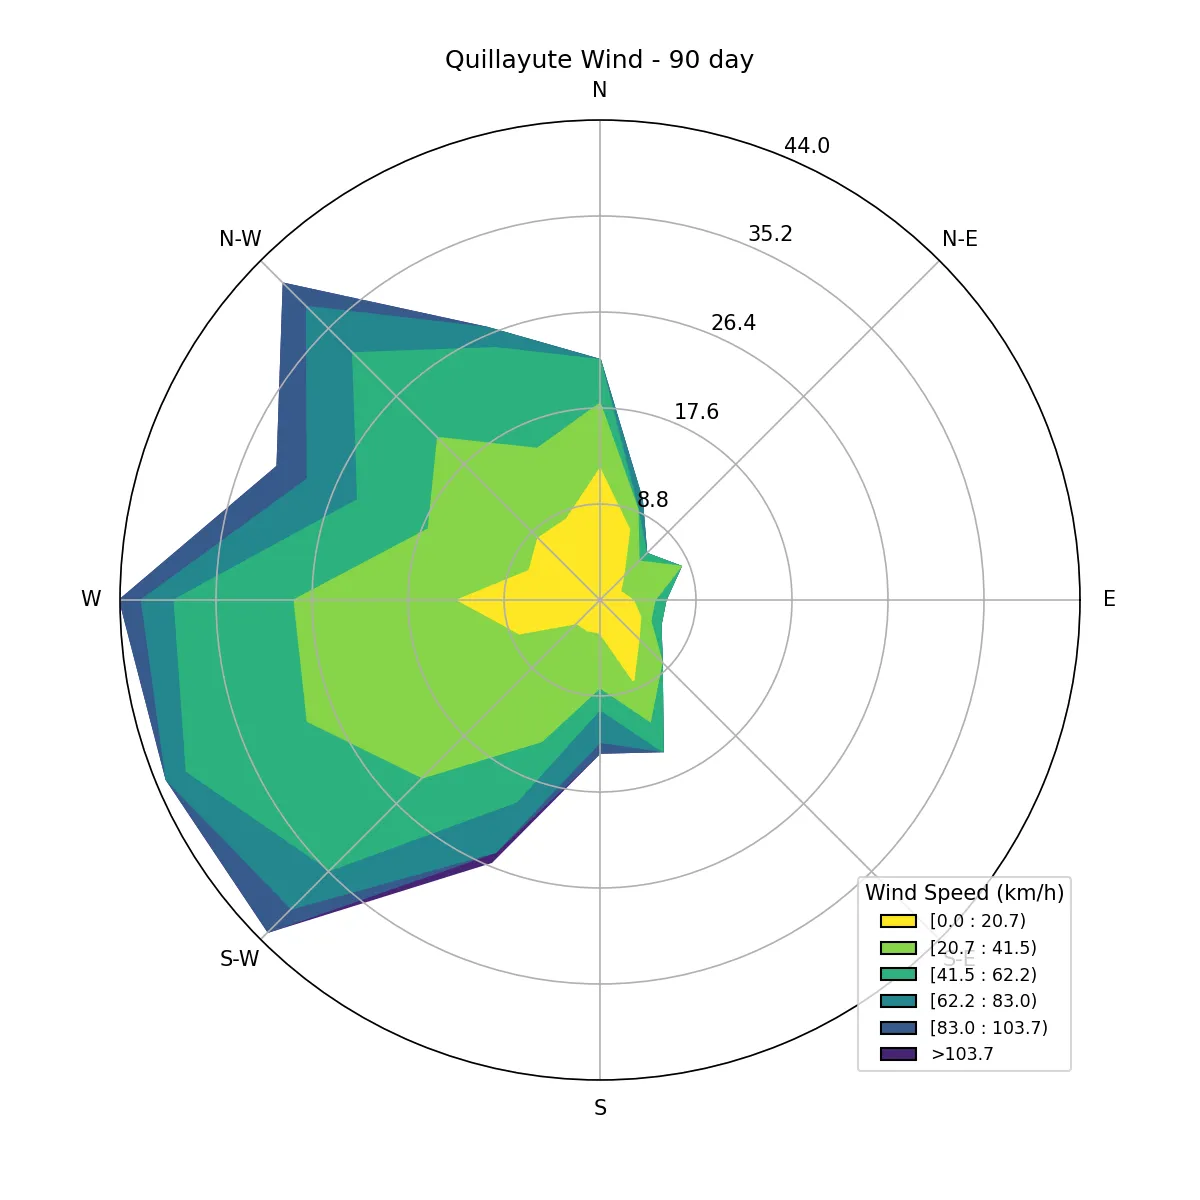 Quillayute Wind - 90 day
N
44.0
35.2
N-W
N-E
26.4
17.6
8.8
W
E
Wind Speed (km/h)
[0.0 : 20.7)
[20.7 : 41.5)
S-W
S-E
[41.5 : 62.2)
[62.2 : 83.0)
[83.0 : 103.7)
>103.7
S